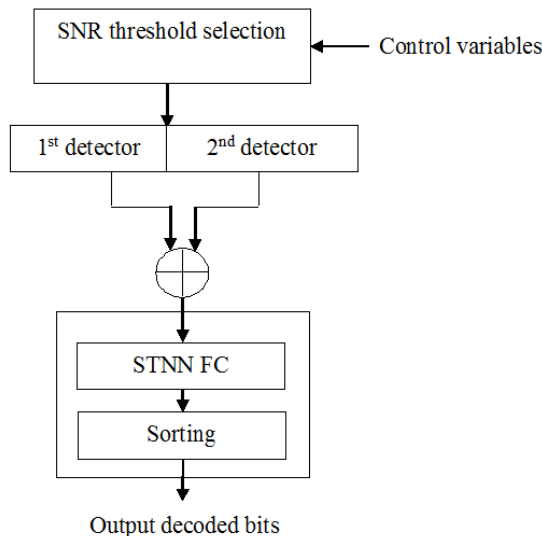 SNR threshold selection
Control variables
1st detector
2nd detector
STNN FC
Sorting
Output decoded bits